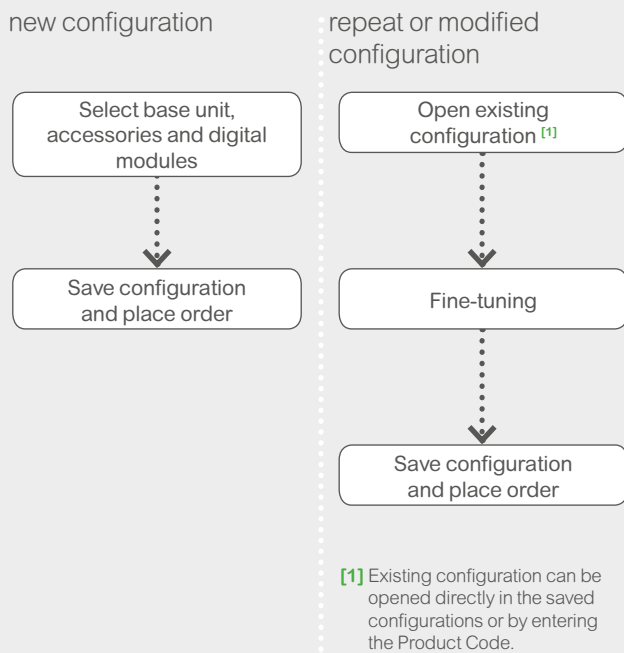 new configuration
Select base unit,
accessories and digital
modules
Save configuration
and place order
repeat or modified
configuration
Open existing
configuration [1]
Fine-tuning
Save configuration
and place order
[1] Existing configuration can be
opened directly in the saved
configurations or by entering
the Product Code.